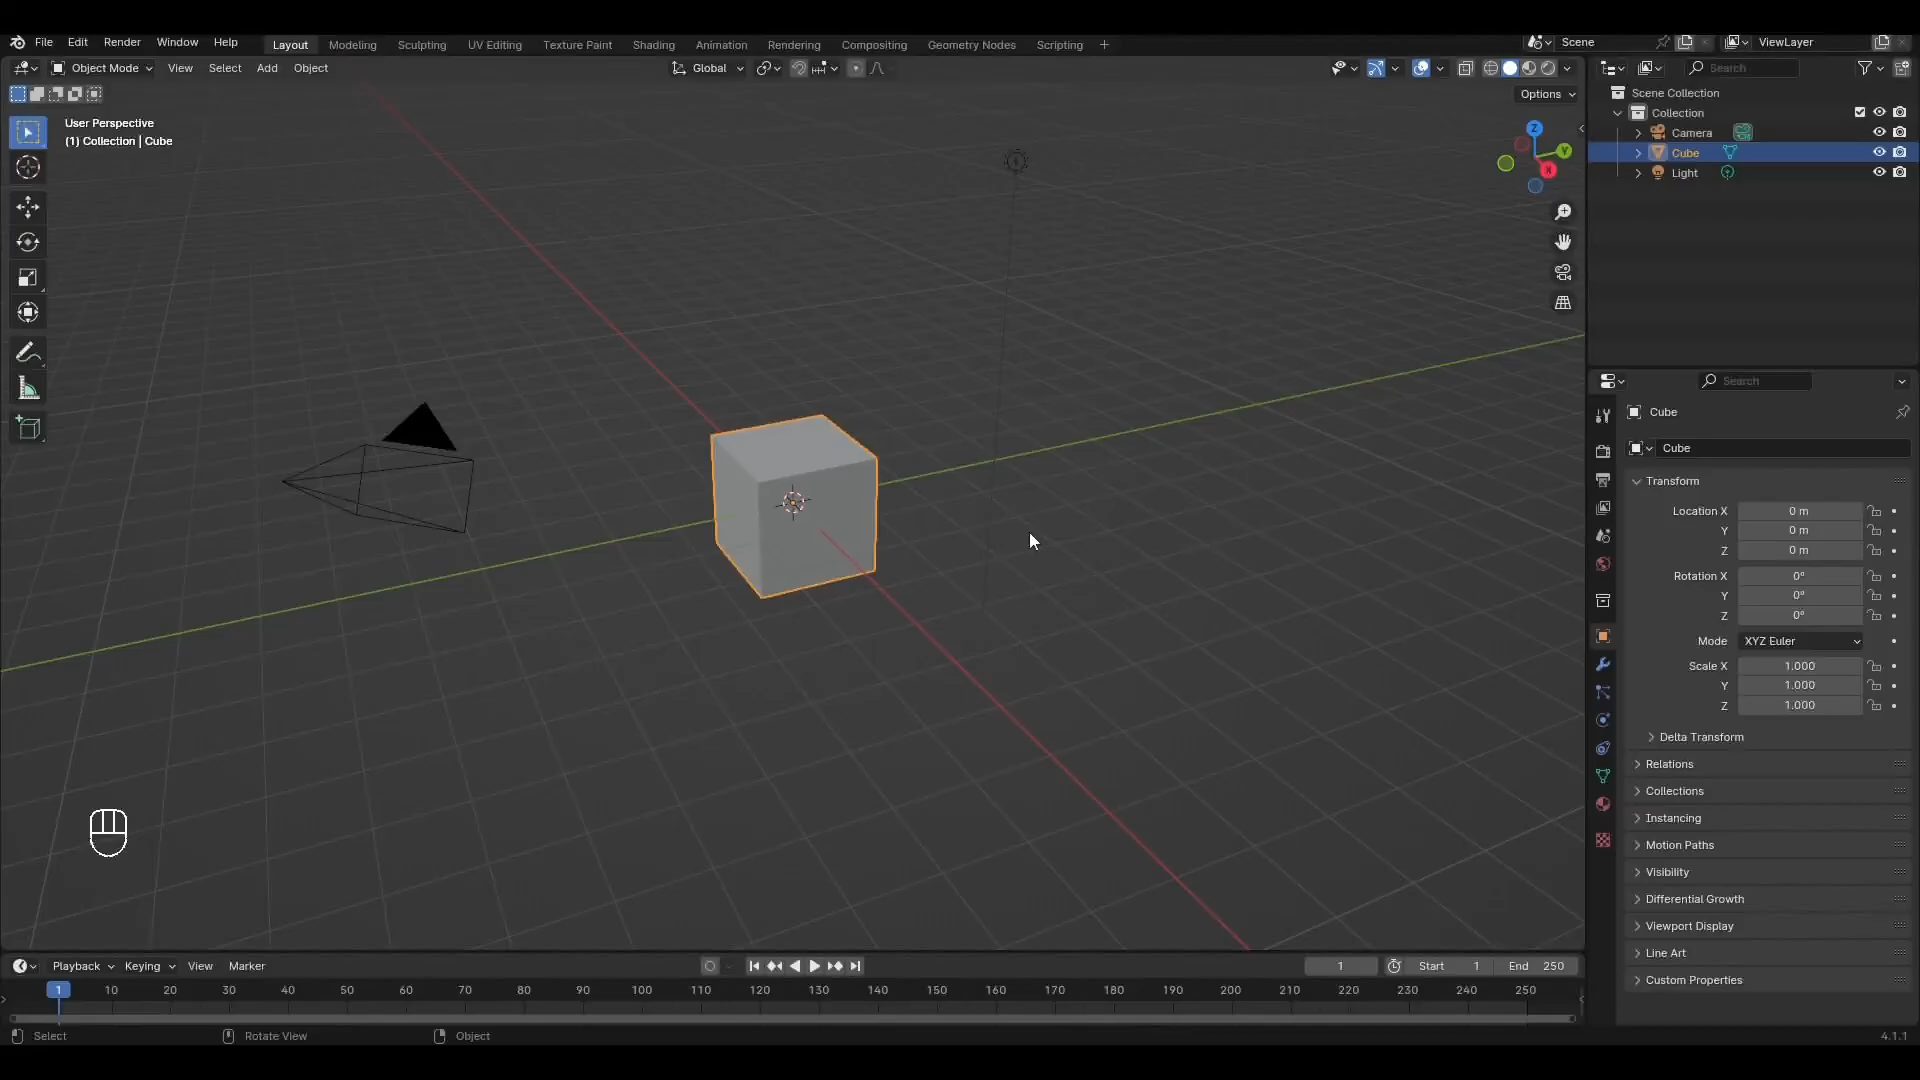 File Edit Render Window Help Layout Modeling Sculpting UV Editing Texture Paint Shading Animation Rendering Compositing Geometry Nodes Scripting + Scene ViewLayer
Object Mode View Select Add Object Global Search
Options
User Perspective
(1) Collection | Cube
Z
Y
X
Scene Collection
Collection
Camera
Cube
Light
Search
Cube
Cube
Transform
Location X 0 m
Y 0 m
Z 0 m
Rotation X 0°
Y 0°
Z 0°
Mode XYZ Euler
Scale X 1.000
Y 1.000
Z 1.000
Delta Transform
Relations
Collections
Instancing
Motion Paths
Visibility
Differential Growth
Viewport Display
Line Art
Custom Properties
Playback Keying View Marker 1 Start 1 End 250
1 10 20 30 40 50 60 70 80 90 100 110 120 130 140 150 160 170 180 190 200 210 220 230 240 250
Select Rotate View Object 4.1.1